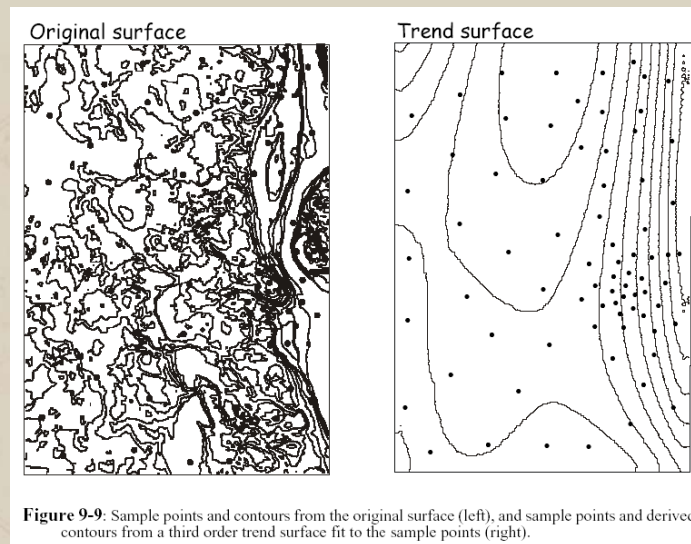 Original surface
Trend surface
Figure 9-9: Sample points and contours from the original surface (left), and sample points and derived
contours from a third order trend surface fit to the sample points (right).